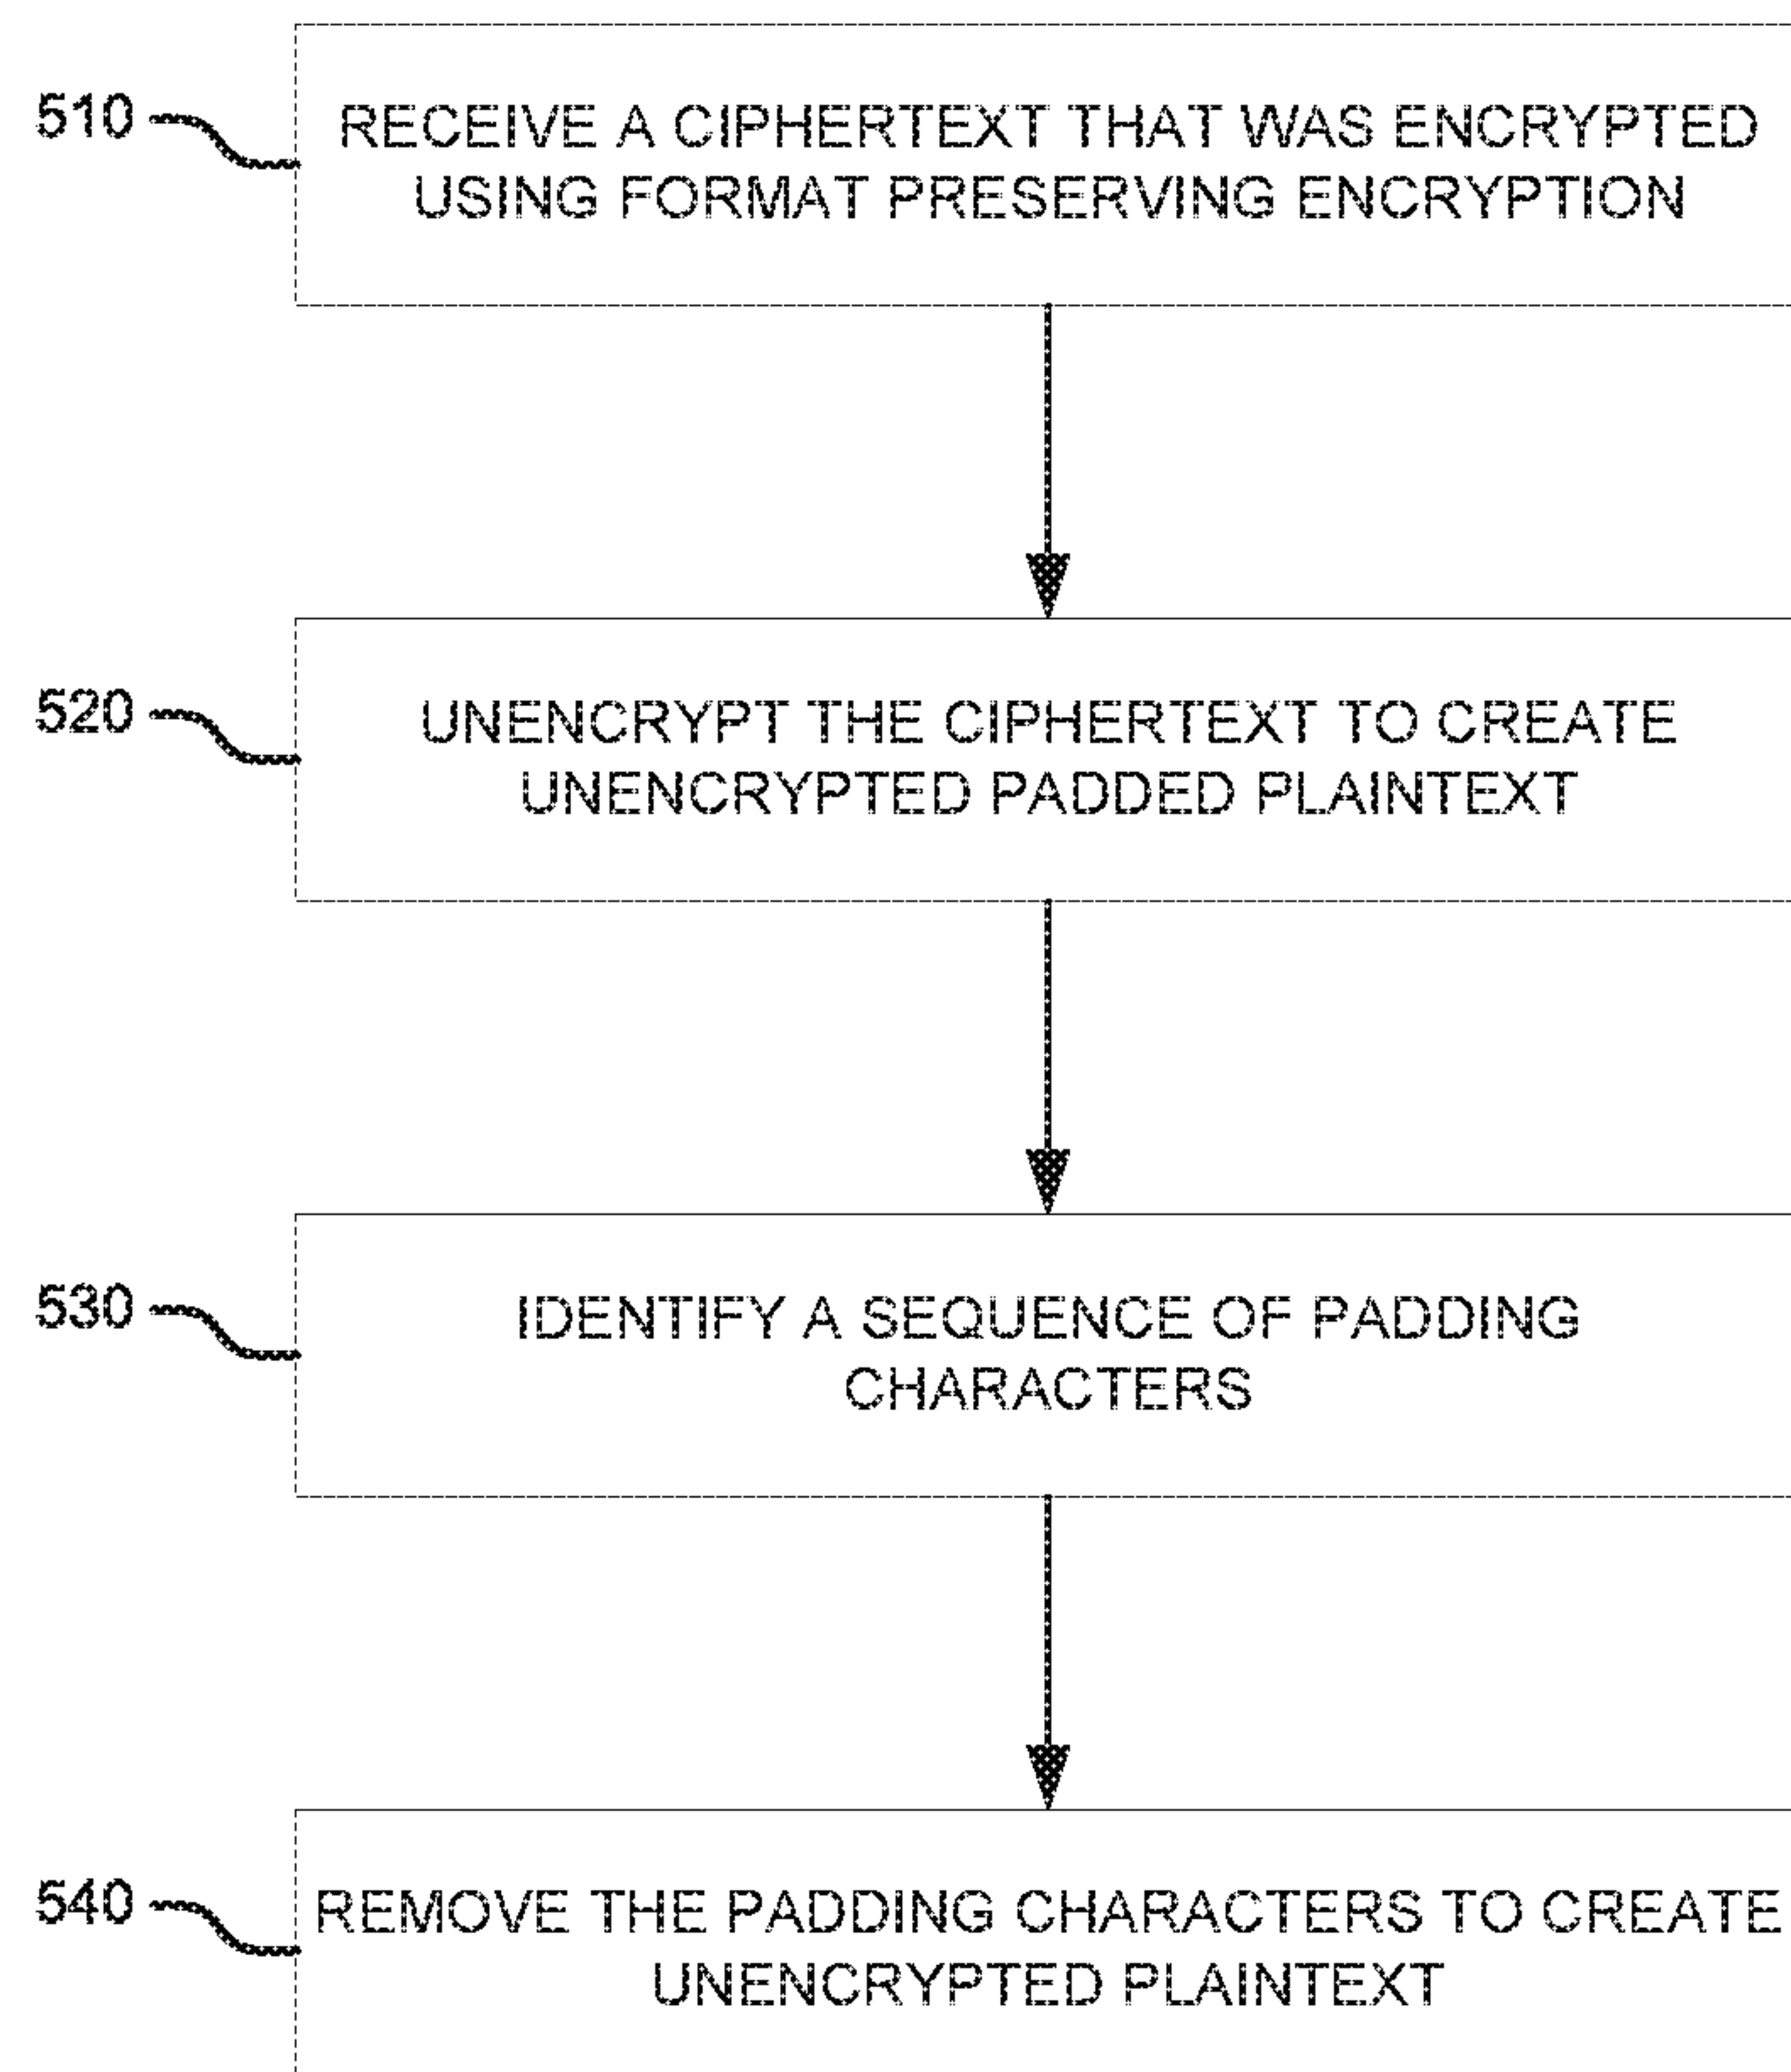 510
RECEIVE A CIPHERTEXT THAT WAS ENCRYPTED
USING FORMAT PRESERVING ENCRYPTION
520
UNENCRYPT THE CIPHERTEXT TO CREATE
UNENCRYPTED PADDED PLAINTEXT
530
IDENTIFY A SEQUENCE OF PADDING
CHARACTERS
540
REMOVE THE PADDING CHARACTERS TO CREATE
UNENCRYPTED PLAINTEXT